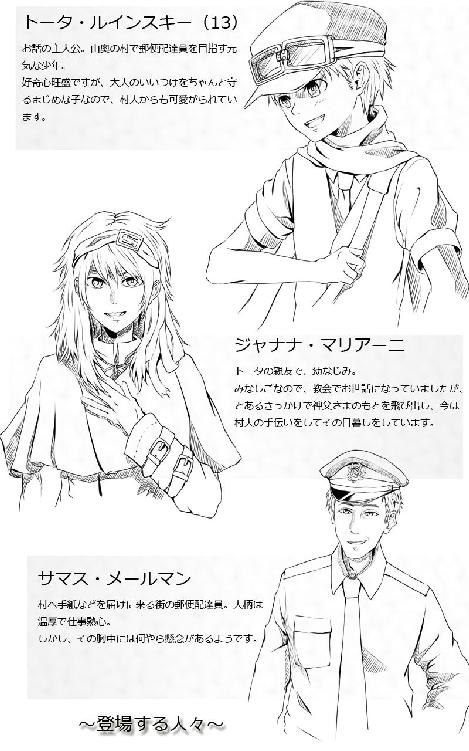 トータ・ルインスキー（13）
お話の主人公。山奥の村で郵便配達員を目指す元
気な少年。
好奇心旺盛ですが、大人のいいつけをちゃんと守
るまじめな子なので、村人からも可愛がられてい
ます。
ジャナナ・マリアーニ
トータの親友で、幼なじみ。
みなしごなので、教会でお世話になっていましたが、
とあるきっかけで神父さまのもとを飛び出し、今は
村人の手伝いをしてその日暮しをしています。
サマス・メールマン
村へ手紙などを届けに来る街の郵便配達員。人柄は
温厚で仕事熱心。
しかし、その胸中には何やら懸念があるようです。
～登場する人々～